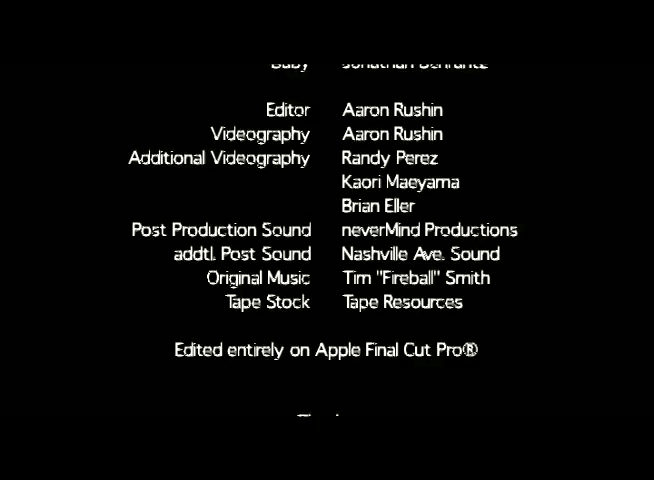 Editor Aaron Rushin
Videography Aaron Rushin
Additional Videography Randy Perez
Kaori Maeyama
Brian Eller
Post Production Sound neverMind Productions
addtl. Post Sound Nashville Ave. Sound
Original Music Tim "Fireball" Smith
Tape Stock Tape Resources
Edited entirely on Apple Final Cut Pro®